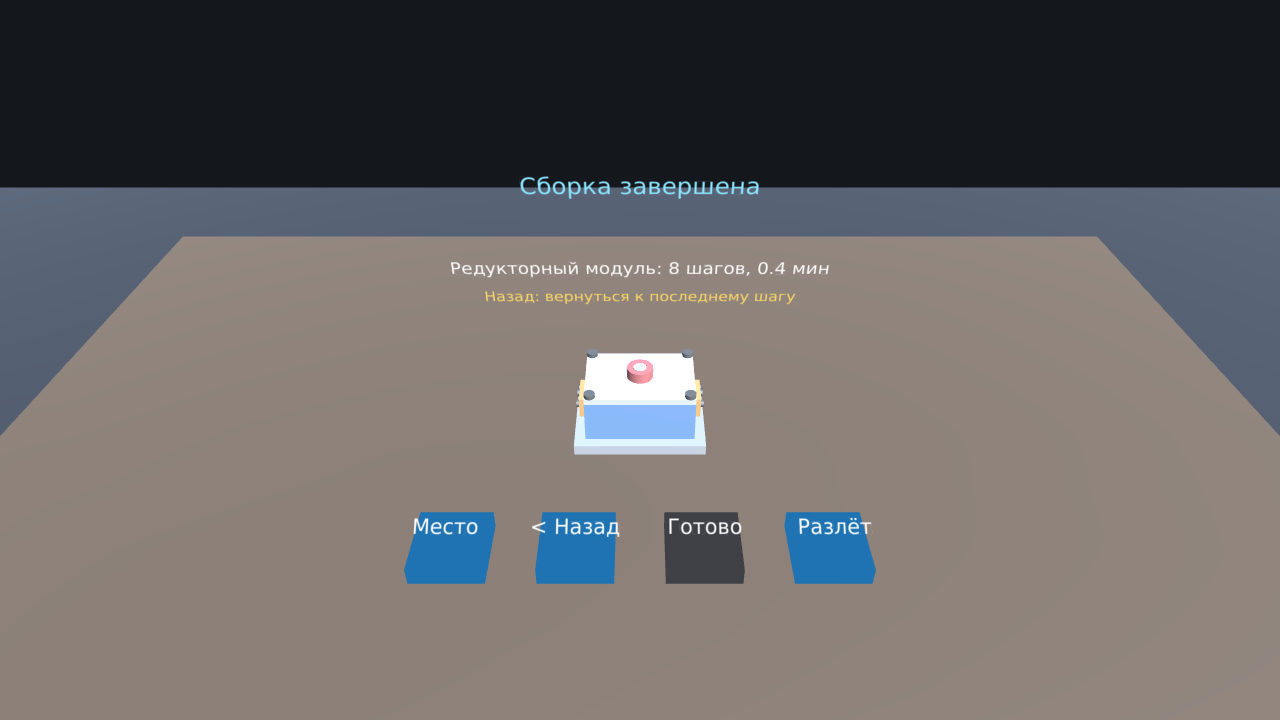 Сборка завершена
Редукторный модуль: 8 шагов, 0.4 мин
Назад: вернуться к последнему шагу
Место
< Назад
Готово
Разлёт